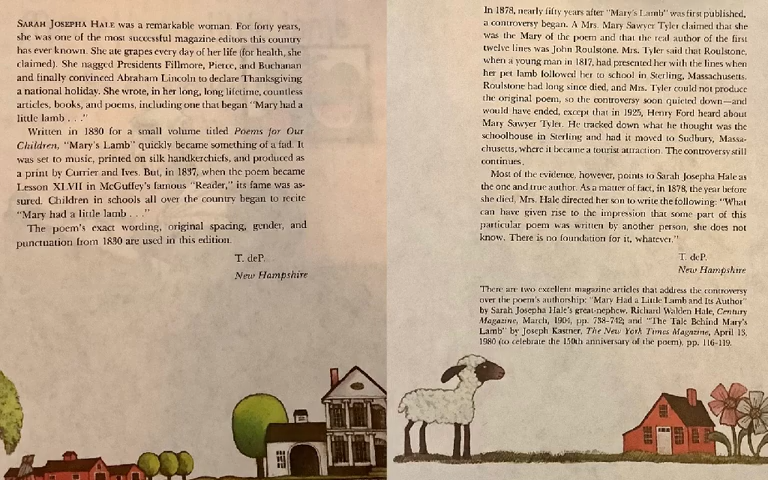 SARAH JOSEPHA HALE was a remarkable woman. For forty years,
she was one of the most successful magazine editors this country
has ever known. She ate grapes every day of her life (for health, she
claimed). She nagged Presidents Fillmore, Pierce, and Buchanan
and finally convinced Abraham Lincoln to declare Thanksgiving
a national holiday. She wrote, in her long, long lifetime, countless
articles, books, and poems, including one that began "Mary had a
little lamb . . ."
Written in 1830 for a small volume titled Poems for Our
Children, "Mary's Lamb" quickly became something of a fad. It
was set to music, printed on silk handkerchiefs, and produced as
a print by Currier and Ives. But, in 1837, when the poem became
Lesson XLVII in McGuffey's famous "Reader," its fame was as-
sured. Children in schools all over the country began to recite
"Mary had a little lamb . . ."
The poem's exact wording, original spacing, gender, and
punctuation from 1830 are used in this edition.
T. deP.
New Hampshire
In 1878, nearly fifty years after "Mary's Lamb" was first published,
a controversy began. A Mrs. Mary Sawyer Tyler claimed that she
was the Mary of the poem and that the real author of the first
twelve lines was John Roulstone. Mrs. Tyler said that Roulstone,
when a young man in 1817, had presented her with the lines when
her pet lamb followed her to school in Sterling, Massachusetts.
Roulstone had long since died, and Mrs. Tyler could not produce
the original poem, so the controversy soon quieted down—and
would have ended, except that in 1925, Henry Ford heard about
Mary Sawyer Tyler. He tracked down what he thought was the
schoolhouse in Sterling and had it moved to Sudbury, Massa-
chusetts, where it became a tourist attraction. The controversy still
continues.
Most of the evidence, however, points to Sarah Josepha Hale as
the one and true author. As a matter of fact, in 1878, the year before
she died, Mrs. Hale directed her son to write the following: "What
can have given rise to the impression that some part of this
particular poem was written by another person, she does not
know. There is no foundation for it, whatever."
T. deP.
New Hampshire
There are two excellent magazine articles that address the controversy
over the poem's authorship: "Mary Had a Little Lamb and Its Author"
by Sarah Josepha Hale's great-nephew, Richard Walden Hale, Century
Magazine, March, 1904, pp. 738-742; and "The Tale Behind Mary's
Lamb" by Joseph Kastner, The New York Times Magazine, April 13,
1980 (to celebrate the 150th anniversary of the poem), pp. 116-119.